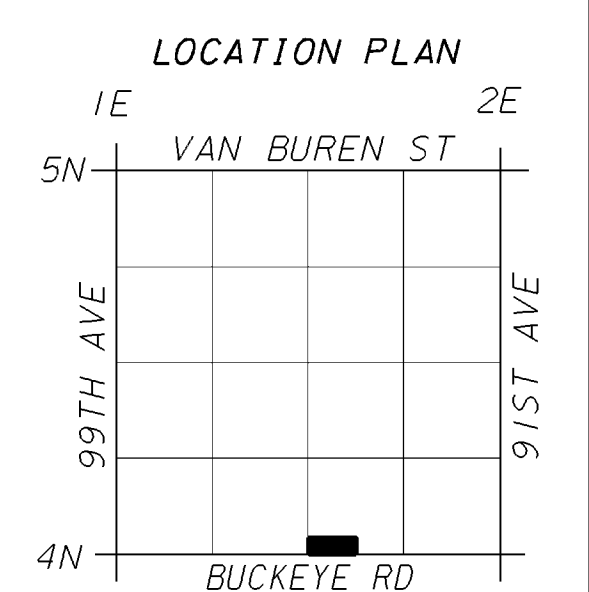 LOCATION PLAN
1E
2E
VAN BUREN ST
5N
99TH AVE
91ST AVE
4N
BUCKEYE RD